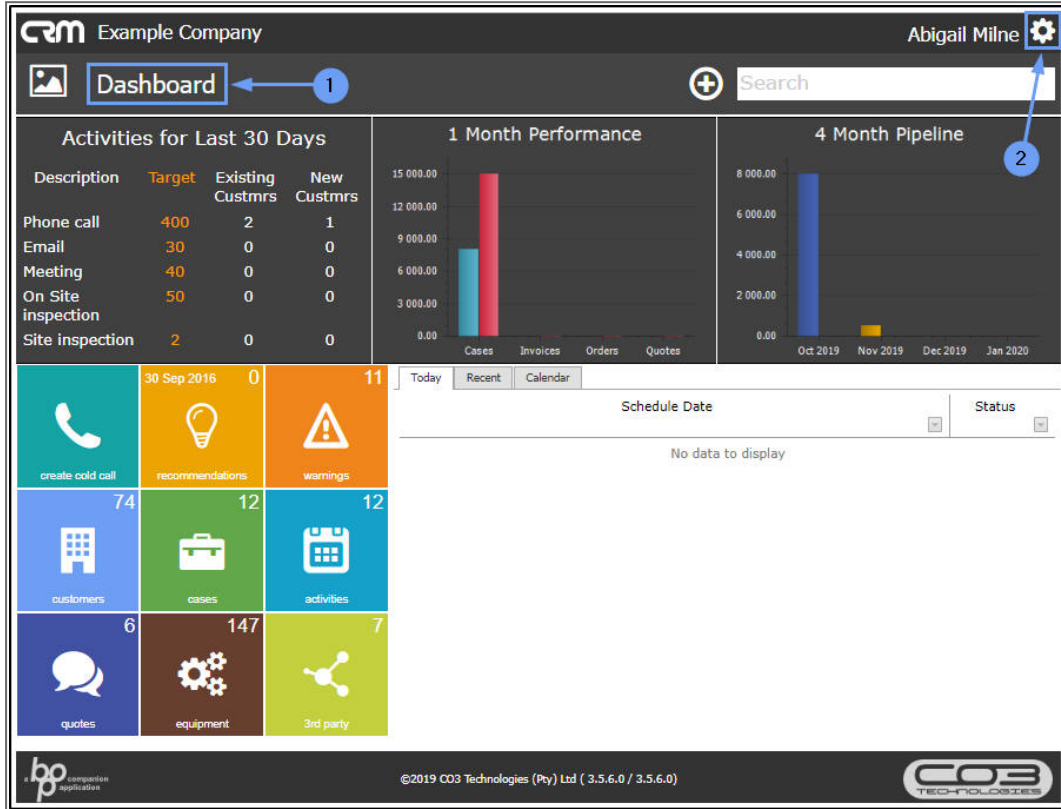 CRM Example Company
Abigail Milne
Dashboard
1
Search
2
Activities for Last 30 Days
Description Target Existing Custmrs New Custmrs
Phone call 400 2 1
Email 30 0 0
Meeting 40 0 0
On Site inspection 50 0 0
Site inspection 2 0 0
1 Month Performance
15 000.00
12 000.00
9 000.00
6 000.00
3 000.00
0.00
Cases Invoices Orders Quotes
4 Month Pipeline
8 000.00
6 000.00
4 000.00
2 000.00
0.00
Oct 2019 Nov 2019 Dec 2019 Jan 2020
create cold call
30 Sep 2016 0
recommendations
11
warnings
74
customers
12
cases
12
activities
6
quotes
147
equipment
7
3rd party
Today Recent Calendar
Schedule Date Status
No data to display
a bpo companion application
©2019 CO3 Technologies (Pty) Ltd ( 3.5.6.0 / 3.5.6.0)
CO3
TECHNOLOGIES